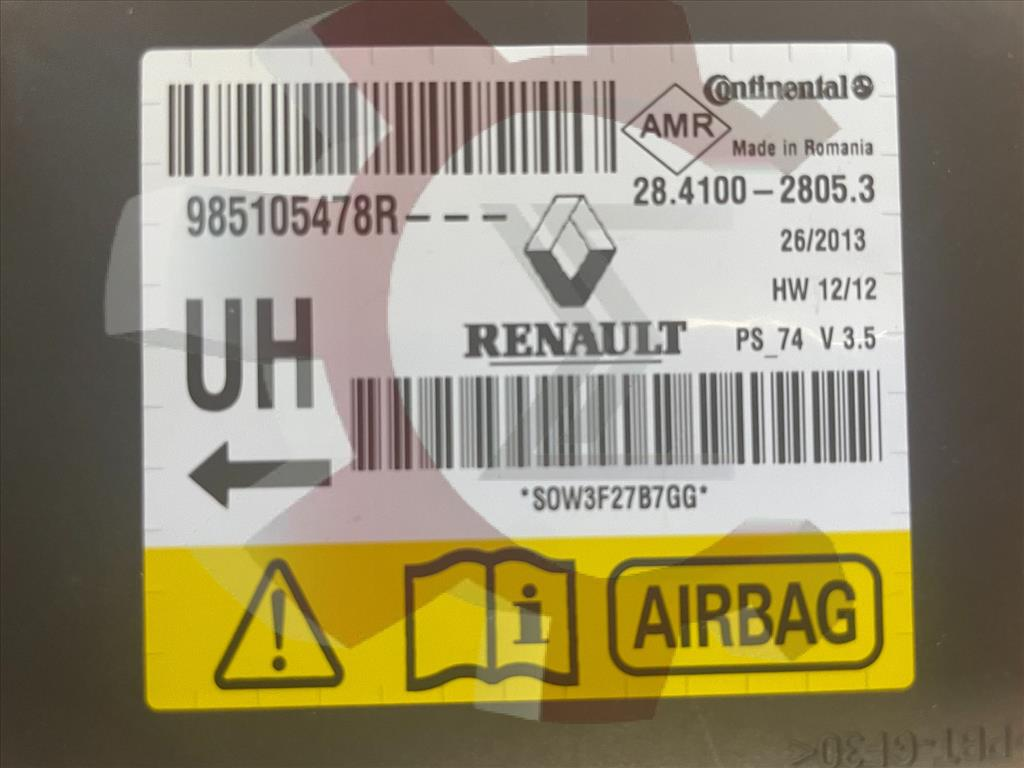 Continental
AMR
Made in Romania
985105478R---
28.4100-2805.3
26/2013
HW 12/12
UH
RENAULT
PS_74 V 3.5
*S0W3F27B7GG*
i
AIRBAG